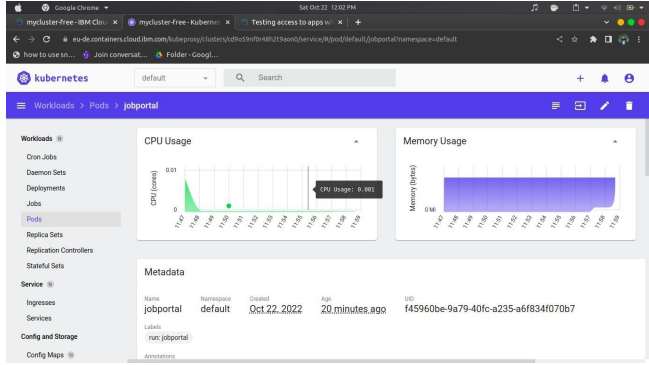 Google Chrome
Sat Oct 22 12:02 PM
mycluster-free - IBM Clou
mycluster-free - Kubernet
Testing access to apps wit
eu-de.containers.cloud.ibm.com/kubeproxy/clusters/cd9o59nf0r48h2t9aon0/service/#/pod/default/jobportal?namespace=default
how to use sn...
Join conversat...
Folder - Googl...
kubernetes
default
Search
Workloads > Pods > jobportal
Workloads N
Cron Jobs
Daemon Sets
Deployments
Jobs
Pods
Replica Sets
Replication Controllers
Stateful Sets
Service N
Ingresses
Services
Config and Storage
Config Maps N
CPU Usage
CPU (cores)
0.01
0
CPU Usage: 0.001
11:47 11:48 11:49 11:50 11:51 11:52 11:53 11:54 11:55 11:56 11:57 11:58 11:59
Memory Usage
Memory (bytes)
0 Mi
11:47 11:48 11:49 11:50 11:51 11:52 11:53 11:54 11:55 11:56 11:57 11:58 11:59
Metadata
Name Namespace Created Age UID
jobportal default Oct 22, 2022 20 minutes ago f45960be-9a79-40fc-a235-a6f834f070b7
Labels
run: jobportal
Annotations